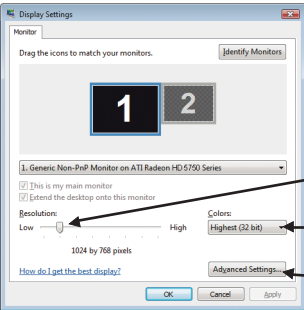 Display Settings
Monitor
Drag the icons to match your monitors.
Identify Monitors
1
2
1. Generic Non-PnP Monitor on ATI Radeon HD 5750 Series
This is my main monitor
Extend the desktop onto this monitor
Resolution:
Colors:
Low
High
Highest (32 bit)
1024 by 768 pixels
How do I get the best display?
Advanced Settings...
OK
Cancel
Apply